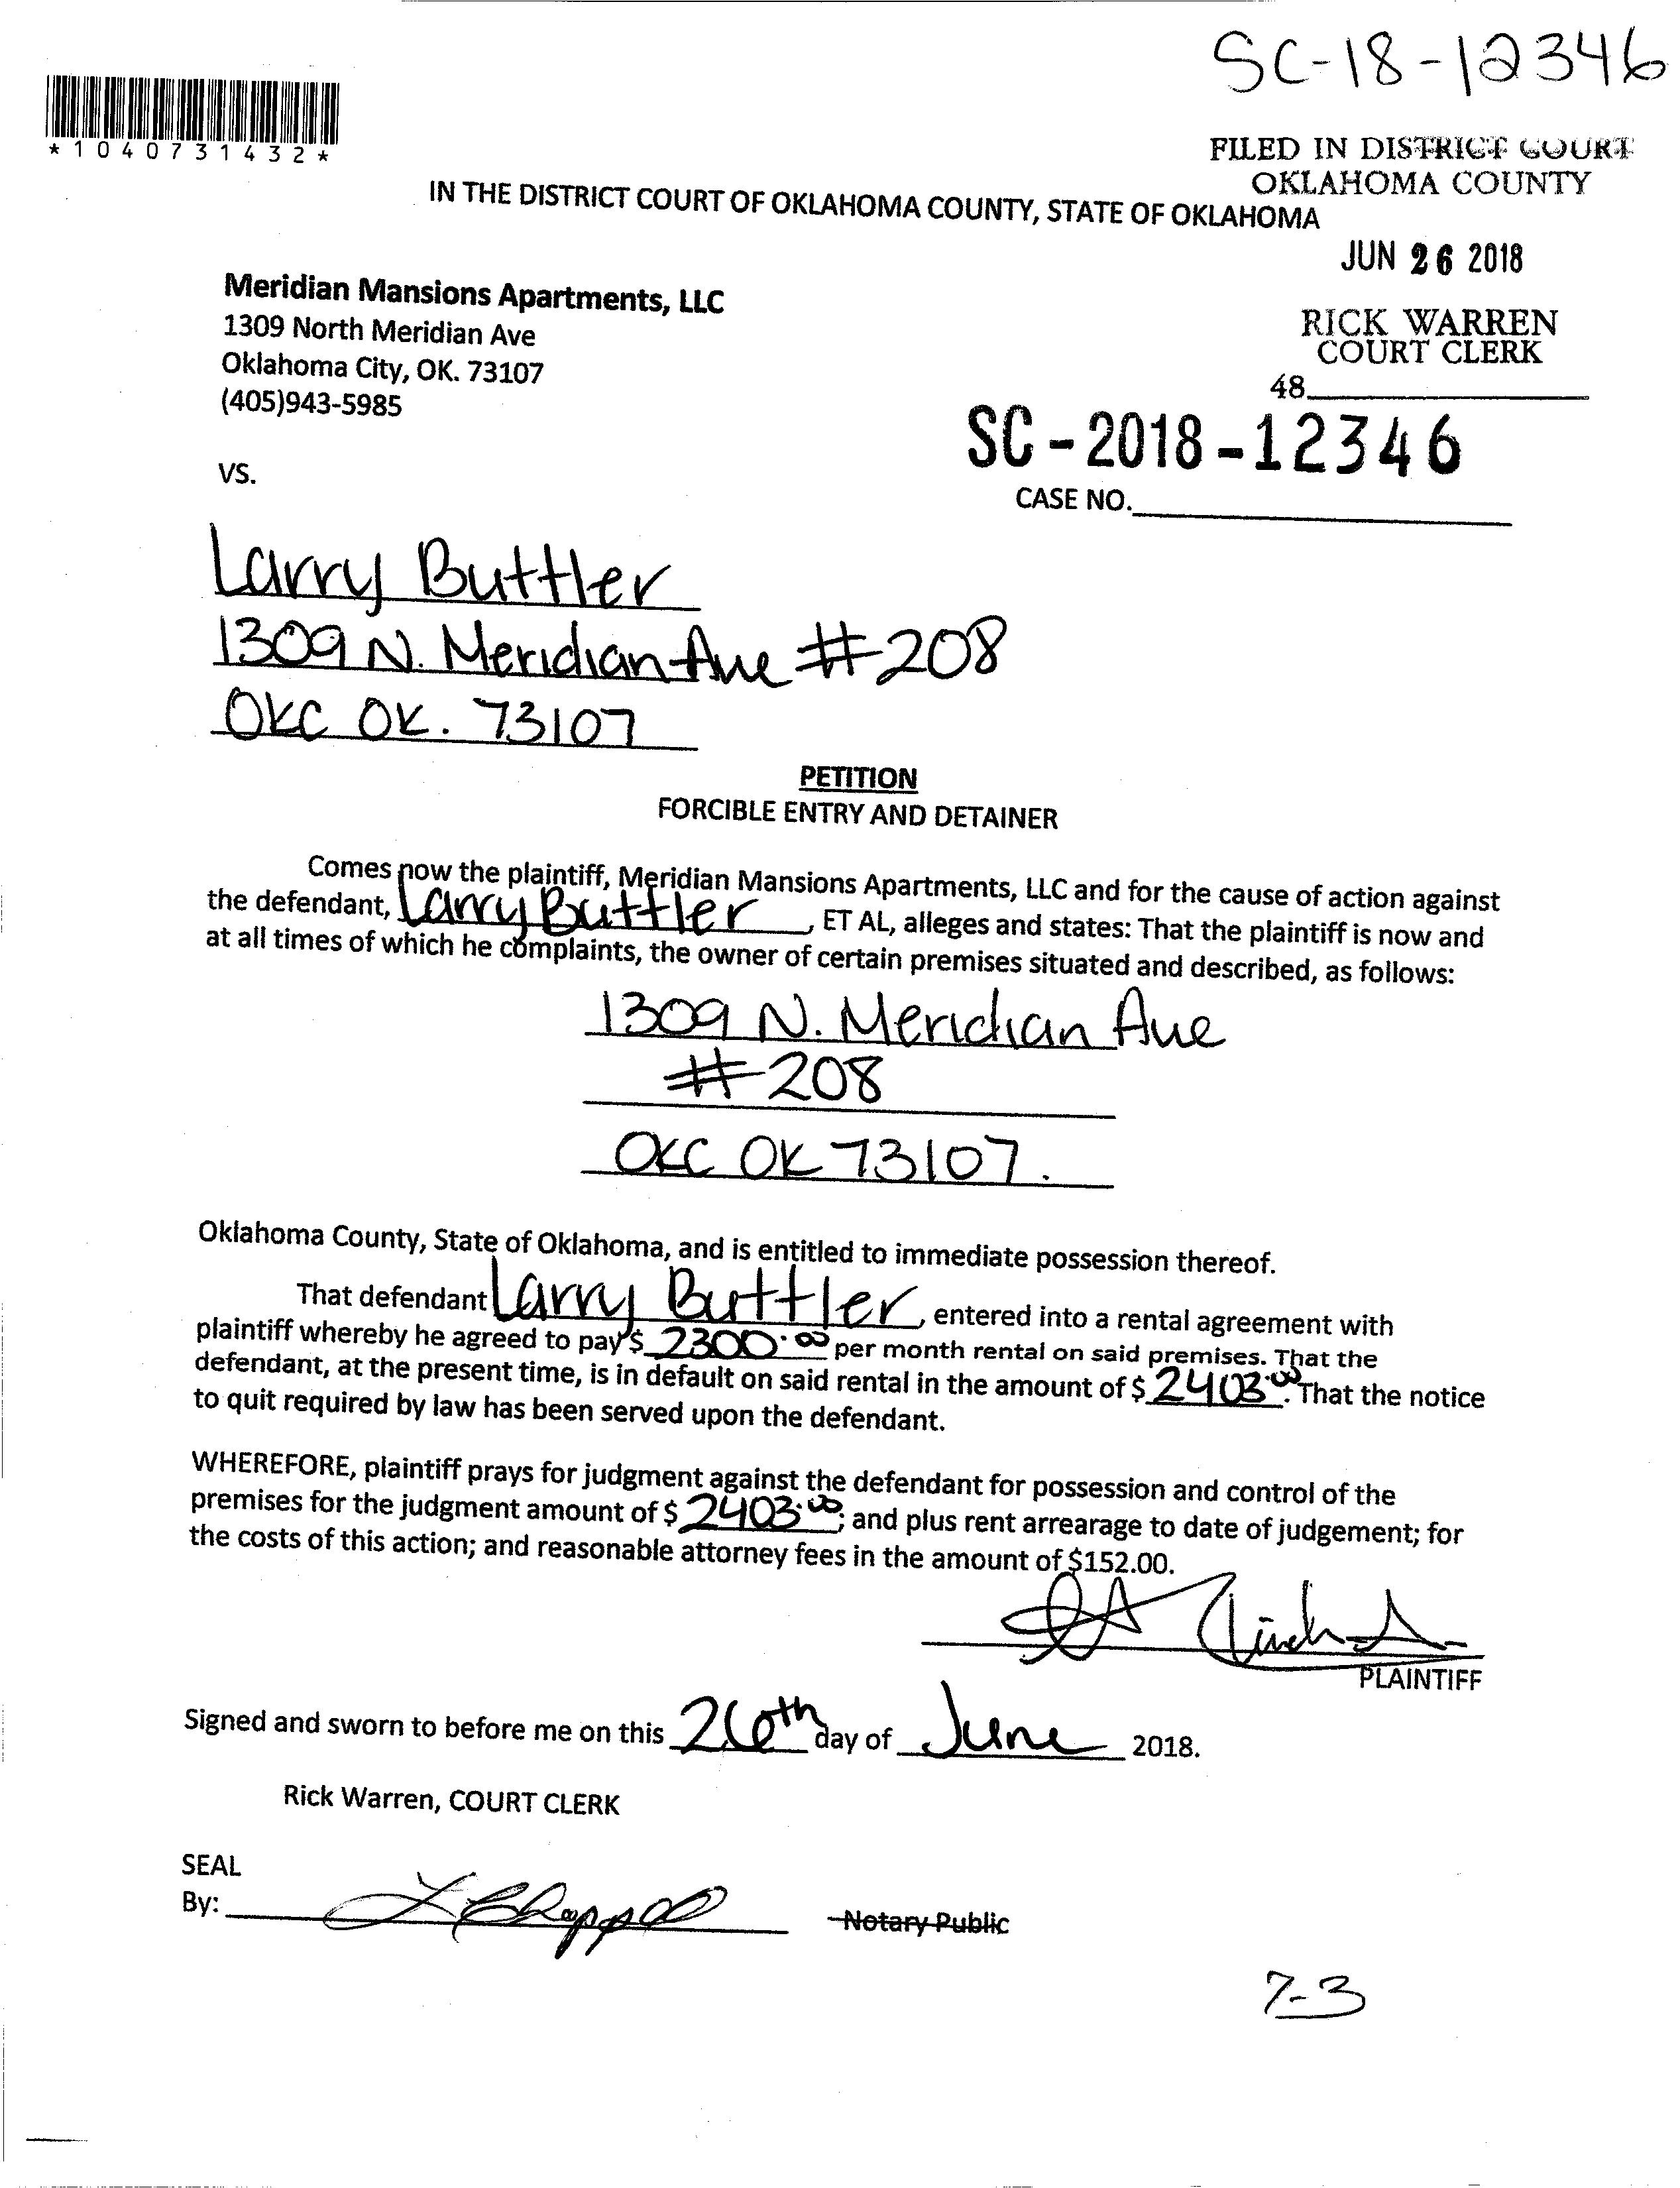 SC-18-12346
*1040731432*
FILED IN DISTRICT COURT
OKLAHOMA COUNTY
IN THE DISTRICT COURT OF OKLAHOMA COUNTY, STATE OF OKLAHOMA
JUN 26 2018
Meridian Mansions Apartments, LLC
1309 North Meridian Ave
Oklahoma City, OK. 73107
(405)943-5985
RICK WARREN
COURT CLERK
48
SC-2018-12346
VS.
CASE NO.
Larry Buttler
1309 N. Meridian Ave #208
OKC OK. 73107
PETITION
FORCIBLE ENTRY AND DETAINER
Comes now the plaintiff, Meridian Mansions Apartments, LLC and for the cause of action against
the defendant, Larry Buttler, ET AL, alleges and states: That the plaintiff is now and
at all times of which he complaints, the owner of certain premises situated and described, as follows:
1309 N. Meridian Ave
#208
OKC OK 73107.
Oklahoma County, State of Oklahoma, and is entitled to immediate possession thereof.
That defendant Larry Buttler, entered into a rental agreement with
plaintiff whereby he agreed to pay $ 2300.00 per month rental on said premises. That the
defendant, at the present time, is in default on said rental in the amount of $ 2403.00. That the notice
to quit required by law has been served upon the defendant.
WHEREFORE, plaintiff prays for judgment against the defendant for possession and control of the
premises for the judgment amount of $ 2403.00; and plus rent arrearage to date of judgement; for
the costs of this action; and reasonable attorney fees in the amount of $152.00.
PLAINTIFF
Signed and sworn to before me on this 26th day of June 2018.
Rick Warren, COURT CLERK
SEAL
By:
Notary Public
7-3